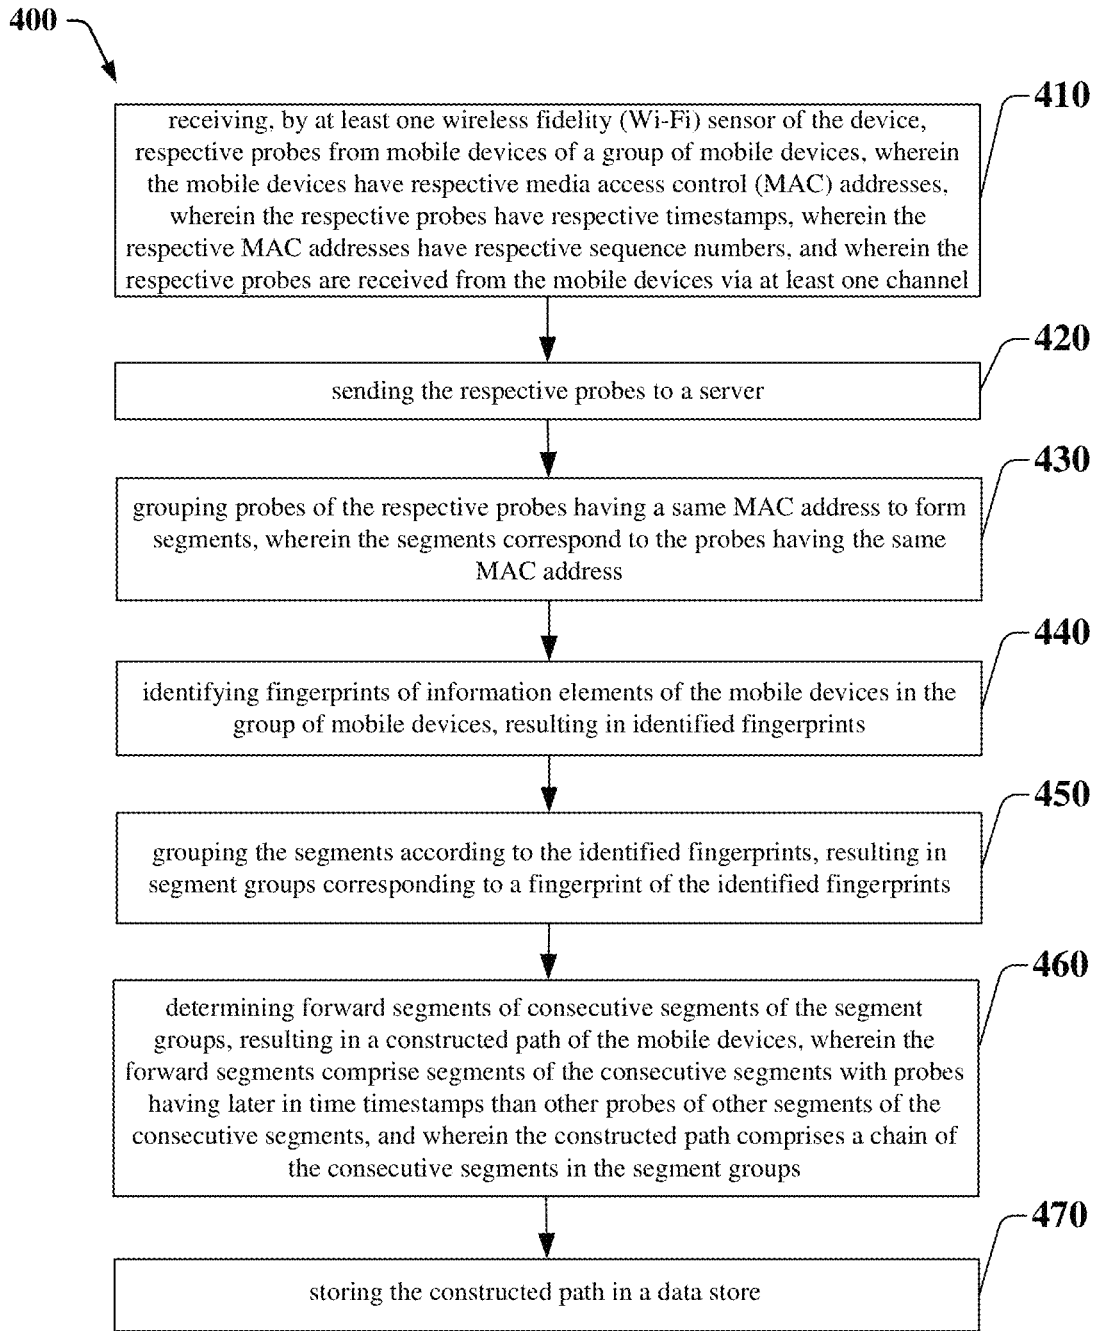 400
410
receiving, by at least one wireless fidelity (Wi-Fi) sensor of the device,
respective probes from mobile devices of a group of mobile devices, wherein
the mobile devices have respective media access control (MAC) addresses,
wherein the respective probes have respective timestamps, wherein the
respective MAC addresses have respective sequence numbers, and wherein the
respective probes are received from the mobile devices via at least one channel
420
sending the respective probes to a server
430
grouping probes of the respective probes having a same MAC address to form
segments, wherein the segments correspond to the probes having the same
MAC address
440
identifying fingerprints of information elements of the mobile devices in the
group of mobile devices, resulting in identified fingerprints
450
grouping the segments according to the identified fingerprints, resulting in
segment groups corresponding to a fingerprint of the identified fingerprints
460
determining forward segments of consecutive segments of the segment
groups, resulting in a constructed path of the mobile devices, wherein the
forward segments comprise segments of the consecutive segments with probes
having later in time timestamps than other probes of other segments of the
consecutive segments, and wherein the constructed path comprises a chain of
the consecutive segments in the segment groups
470
storing the constructed path in a data store